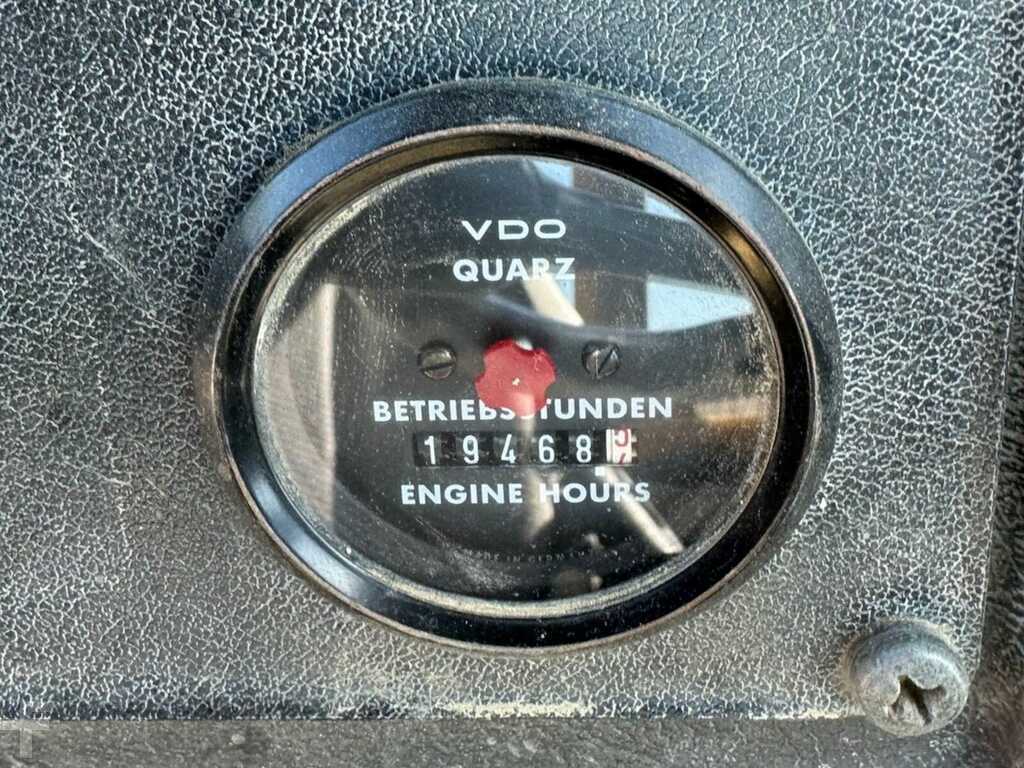 VDO
QUARZ
BETRIEBSSTUNDEN
19468
ENGINE HOURS